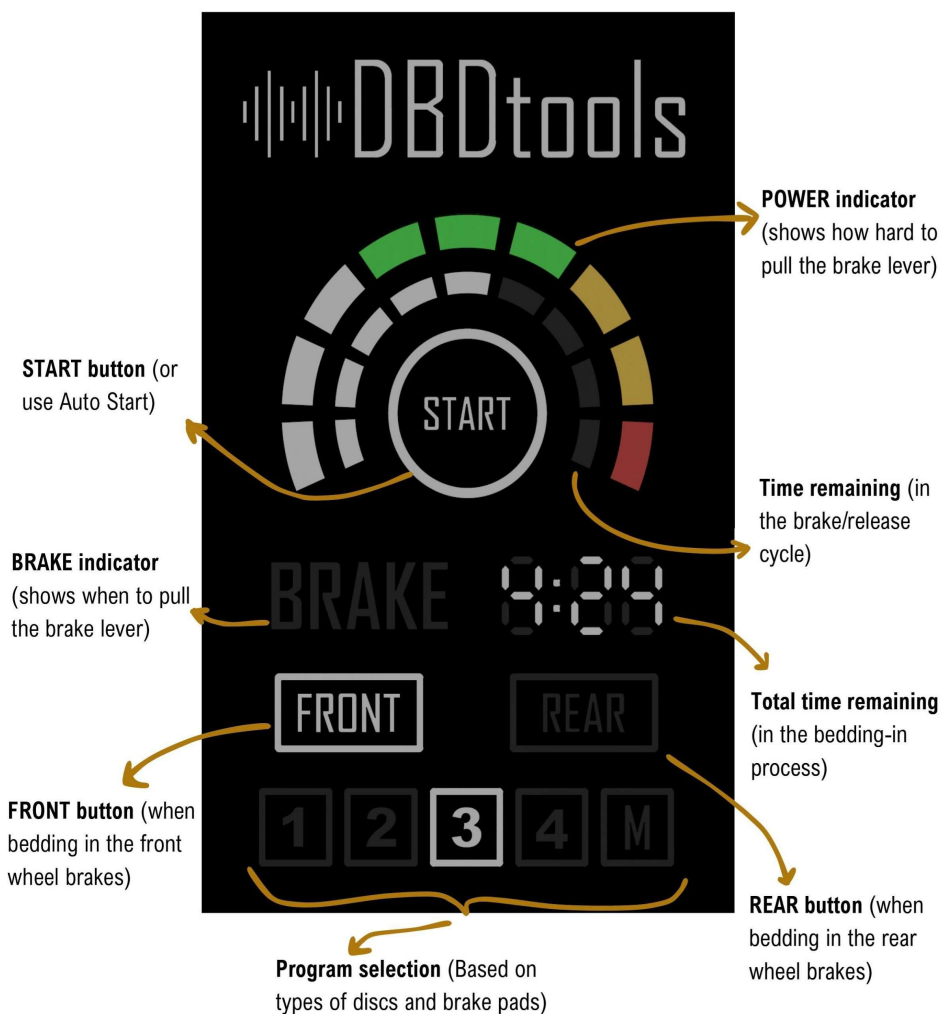 DBDtools
POWER indicator
(shows how hard to
pull the brake lever)
START button (or
use Auto Start)
START
Time remaining (in
the brake/release
cycle)
BRAKE indicator
(shows when to pull
the brake lever)
BRAKE
4:24
Total time remaining
(in the bedding-in
process)
FRONT
REAR
FRONT button (when
bedding in the front
wheel brakes)
1 2 3 4 M
REAR button (when
bedding in the rear
wheel brakes)
Program selection (Based on
types of discs and brake pads)